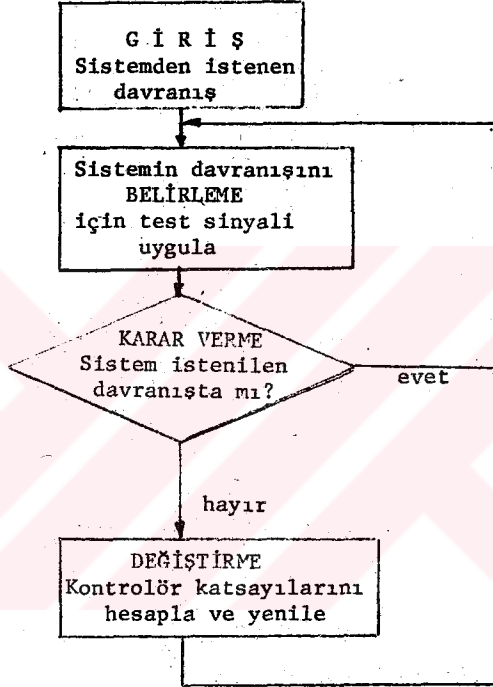 G İ R İ Ş
Sistemden istenen
davranış
Sistemin davranışını
BELİRLEME
için test sinyali
uygula
KARAR VERME
Sistem istenilen
davranışta mı?
evet
hayır
DEĞİŞTİRME
Kontrolör katsayılarını
hesapla ve yenile